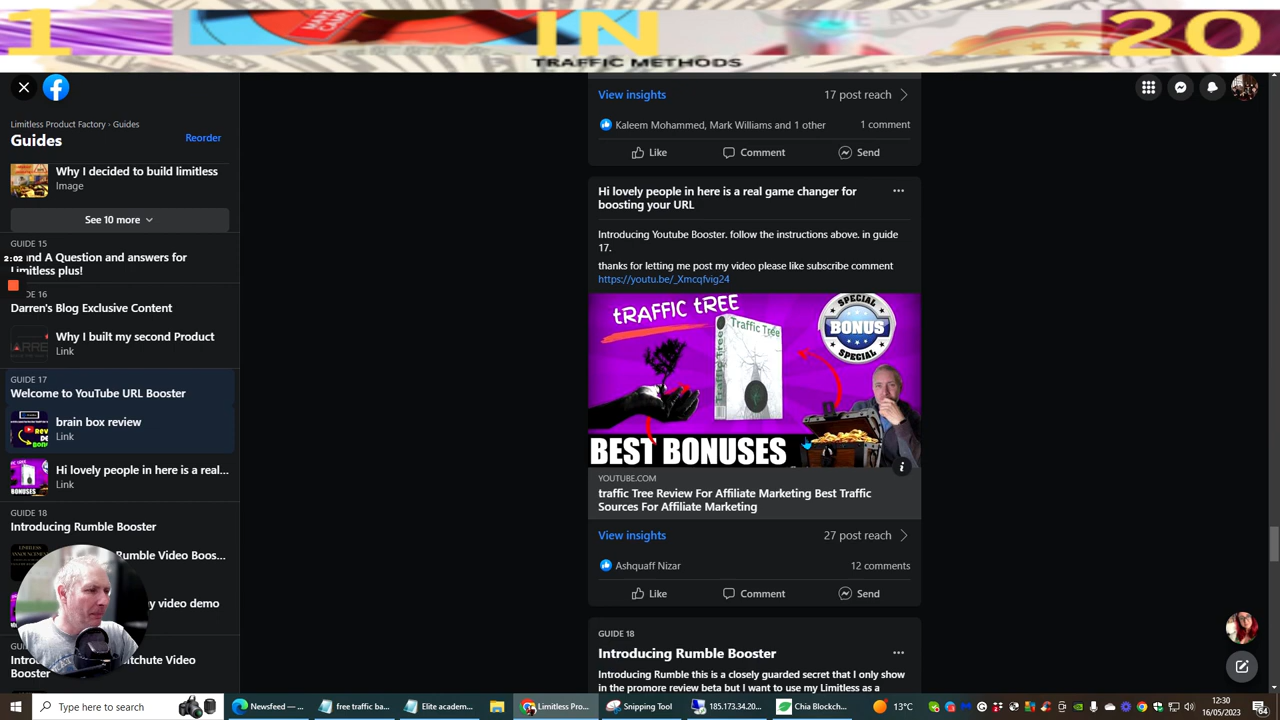 1 IN 20
TRAFFIC METHODS
Limitless Product Factory › Guides
Guides
Reorder
Why I decided to build limitless
Image
See 10 more
GUIDE 15
nd A Question and answers for
Limitless plus!
2:02
DE 16
Darren's Blog Exclusive Content
Why I built my second Product
Link
GUIDE 17
Welcome to YouTube URL Booster
brain box review
Link
Hi lovely people in here is a real...
Link
GUIDE 18
Introducing Rumble Booster
Rumble Video Boos...
y video demo
GUI
Intro
tchute Video
Booster
View insights
17 post reach
Kaleem Mohammed, Mark Williams and 1 other
1 comment
Like
Comment
Send
Hi lovely people in here is a real game changer for
boosting your URL
Introducing Youtube Booster. follow the instructions above. in guide
17.
thanks for letting me post my video please like subscribe comment
https://youtu.be/_Xmcqfvig24
tRAFFIC tREE
Traffic Tree
SPECIAL
BONUS
SPECIAL
BEST BONUSES
YOUTUBE.COM
traffic Tree Review For Affiliate Marketing Best Traffic
Sources For Affiliate Marketing
View insights
27 post reach
Ashquaff Nizar
12 comments
Like
Comment
Send
GUIDE 18
Introducing Rumble Booster
Introducing Rumble this is a closely guarded secret that I only show
in the promore review beta but I want to use my Limitless as a
Type here to search
Newsfeed — ...
free traffic ba...
Elite academ...
Limitless Pro...
Snipping Tool
185.173.34.20...
Chia Blockch...
13°C
12:30
16/05/2023